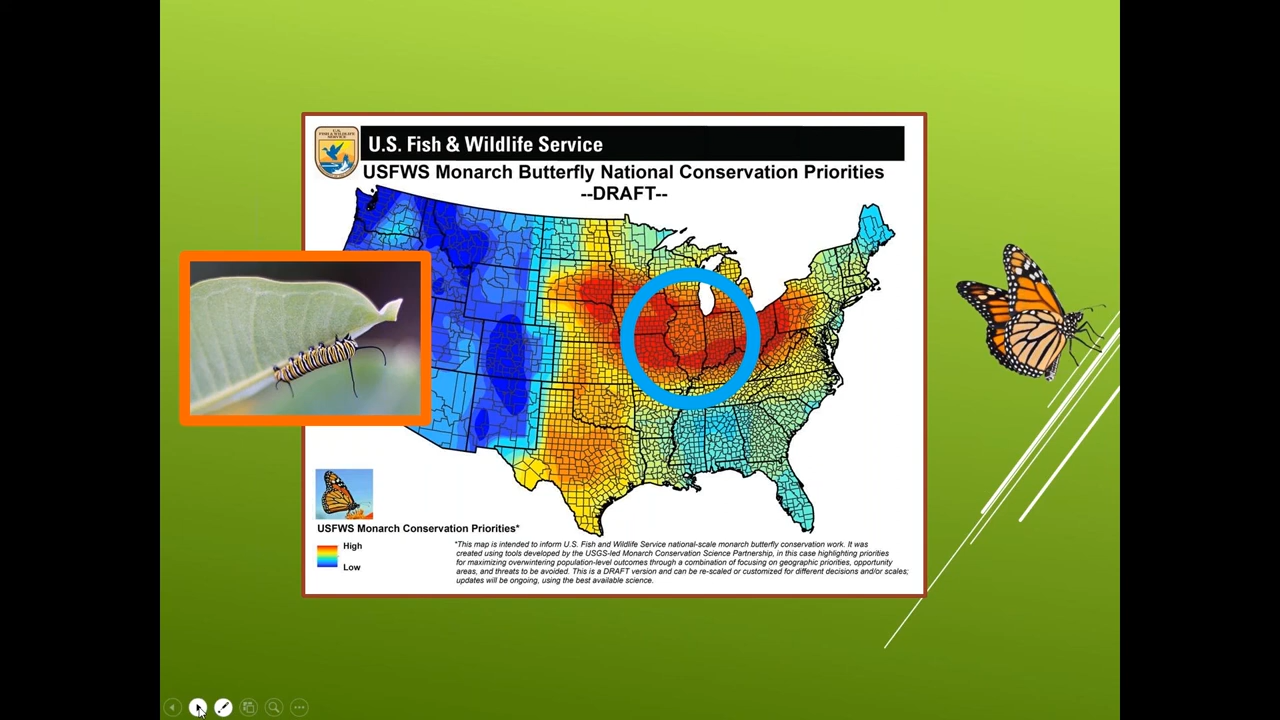 U.S. Fish & Wildlife Service
USFWS Monarch Butterfly National Conservation Priorities
--DRAFT--
USFWS Monarch Conservation Priorities*
High
Low
*This map is intended to inform U.S. Fish and Wildlife Service national-scale monarch butterfly conservation work. It was
created using tools developed by the USGS-led Monarch Conservation Science Partnership, in this case highlighting priorities
for maximizing overwintering population-level outcomes through a combination of focusing on geographic priorities, opportunity
areas, and threats to be avoided. This is a DRAFT version and can be re-scaled or customized for different decisions and/or scales;
updates will be ongoing, using the best available science.